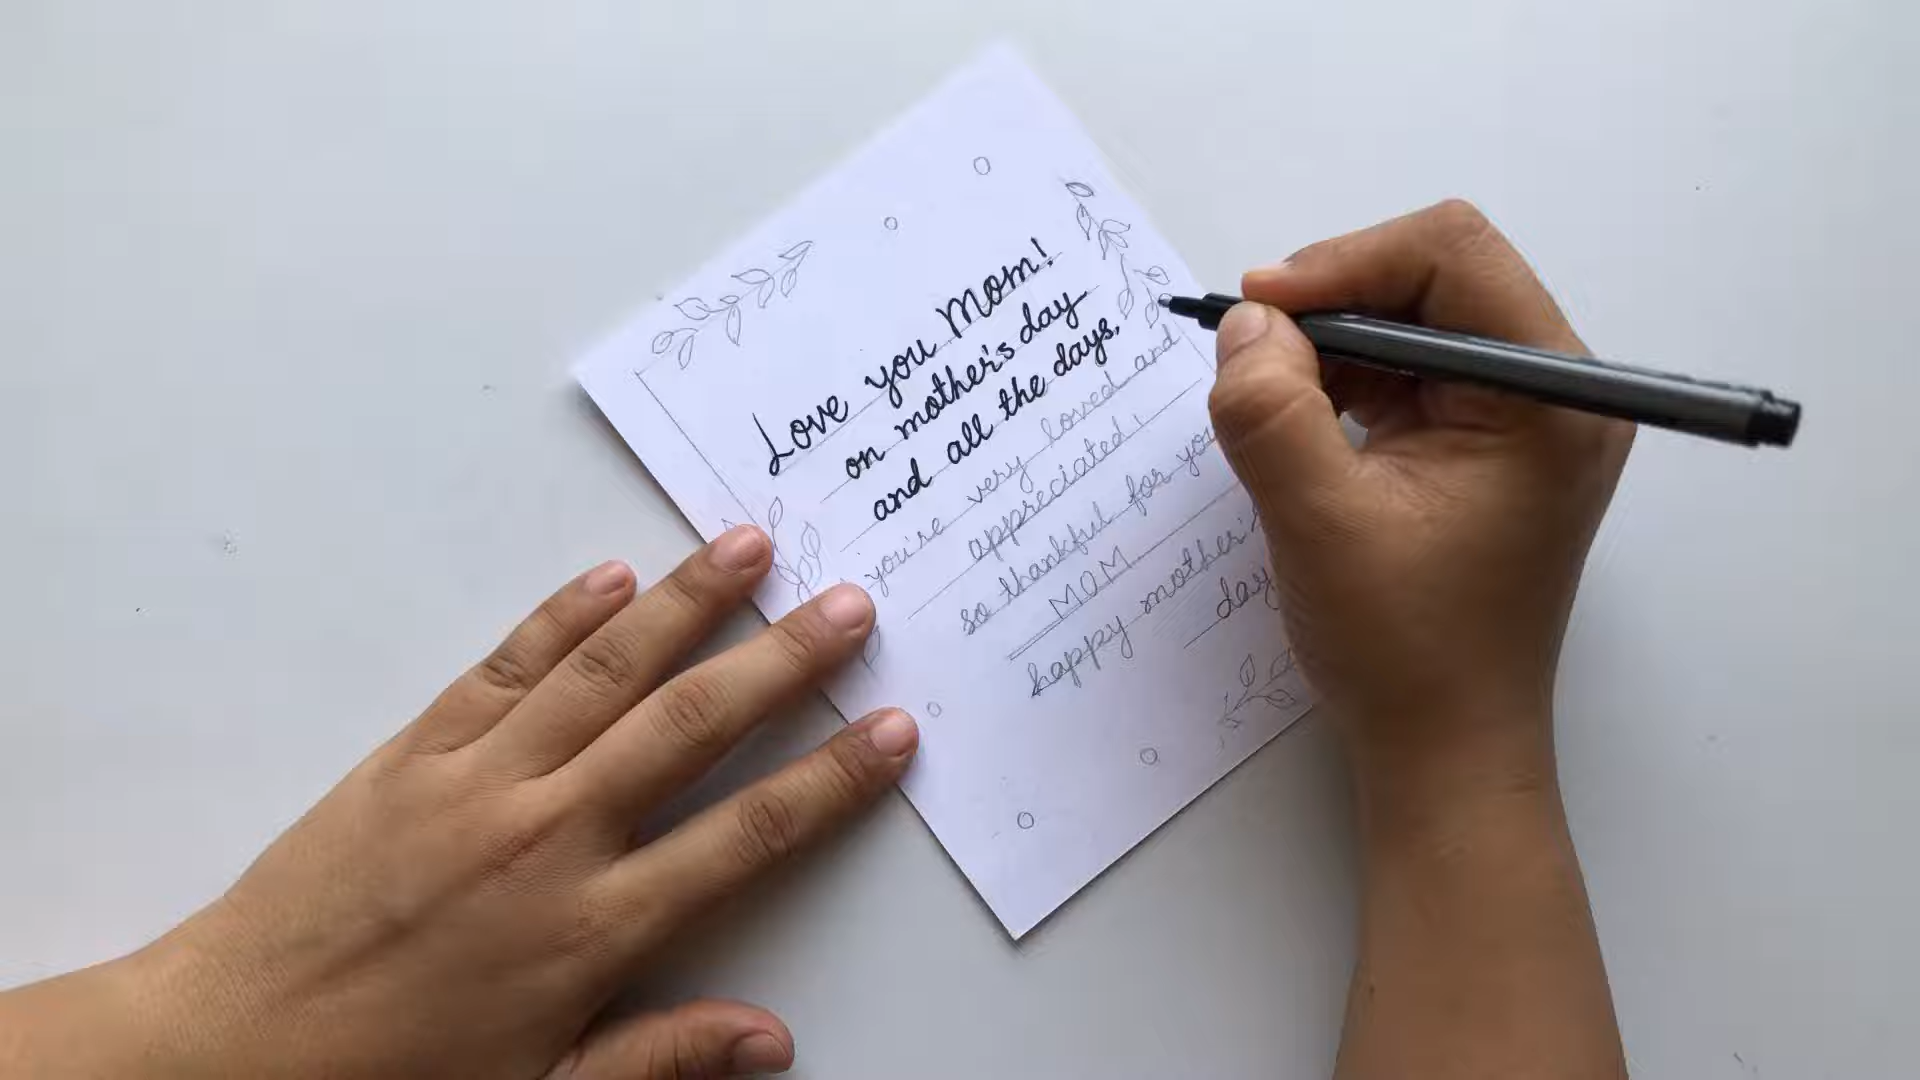 Love you Mom!
on mother's day
and all the days,
you're very loved and
appreciated!
so thankful for you
MOM
happy mother's
day